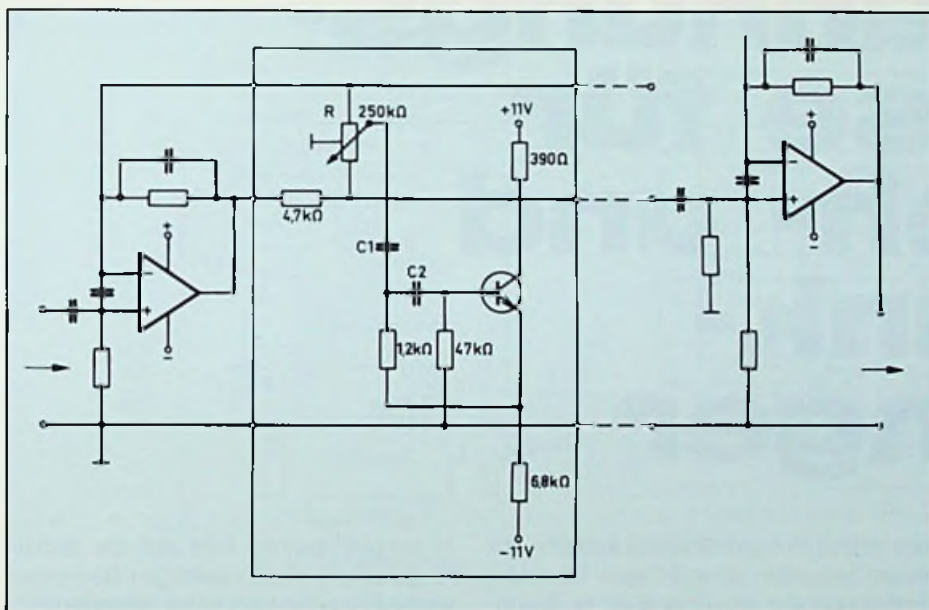 +11V
R
250kΩ
390Ω
4,7kΩ
C1
C2
1,2kΩ
47kΩ
6,8kΩ
-11V
+
-
-
+
+
-
-
+